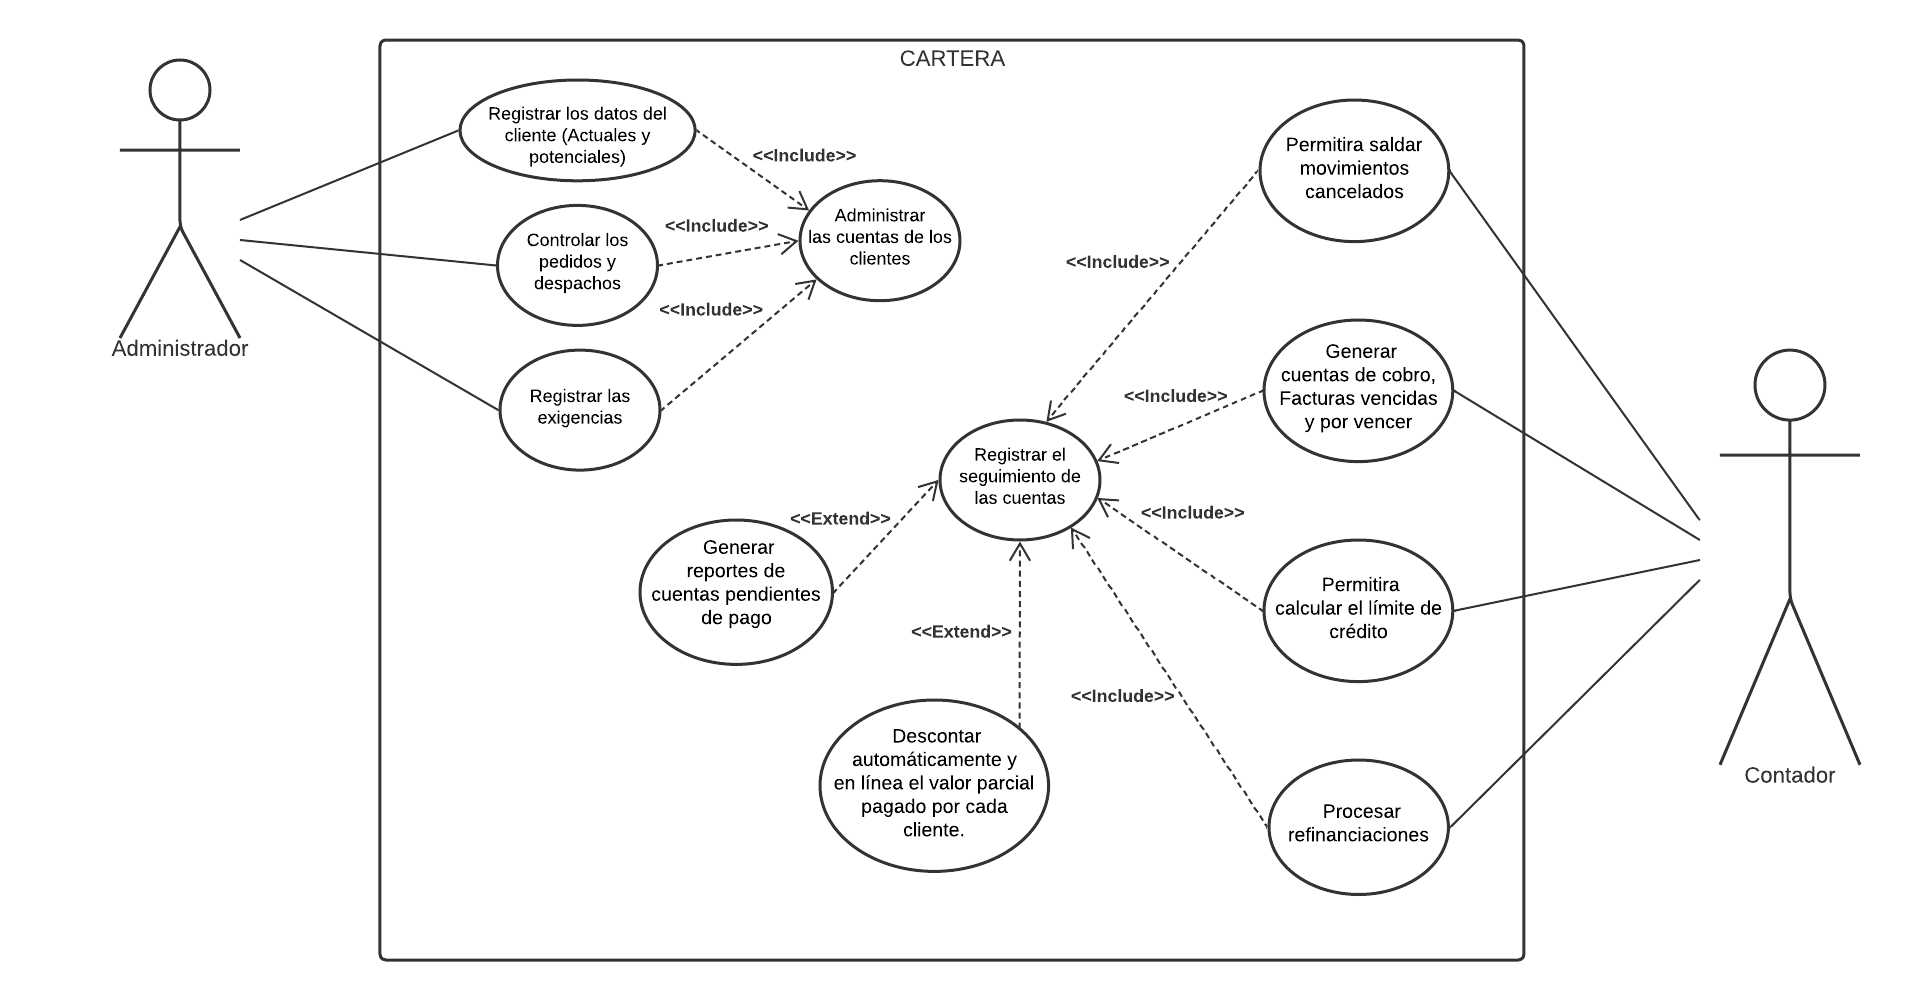 CARTERA
Registrar los datos del
cliente (Actuales y
potenciales)
<<Include>>
Administrar
las cuentas de los
clientes
<<Include>>
Controlar los
pedidos y
despachos
<<Include>>
Registrar las
exigencias
Administrador
Permitira saldar
movimientos
cancelados
<<Include>>
Generar
cuentas de cobro,
Facturas vencidas
y por vencer
<<Include>>
Registrar el
seguimiento de
las cuentas
<<Include>>
<<Extend>>
Generar
reportes de
cuentas pendientes
de pago
Permitira
calcular el límite de
crédito
<<Extend>>
<<Include>>
Descontar
automáticamente y
en línea el valor parcial
pagado por cada
cliente.
Procesar
refinanciaciones
Contador